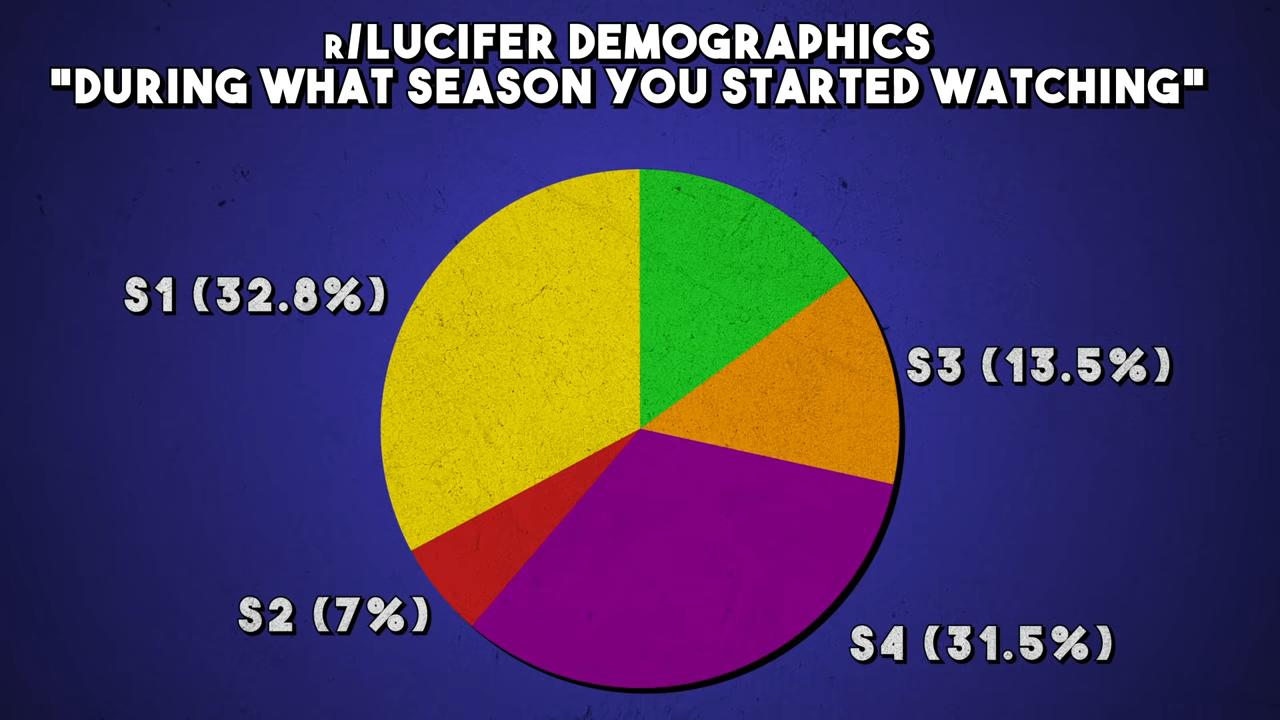 R/LUCIFER DEMOGRAPHICS
"DURING WHAT SEASON YOU STARTED WATCHING"
S1 (32.8%)
S3 (13.5%)
S2 (7%)
S4 (31.5%)